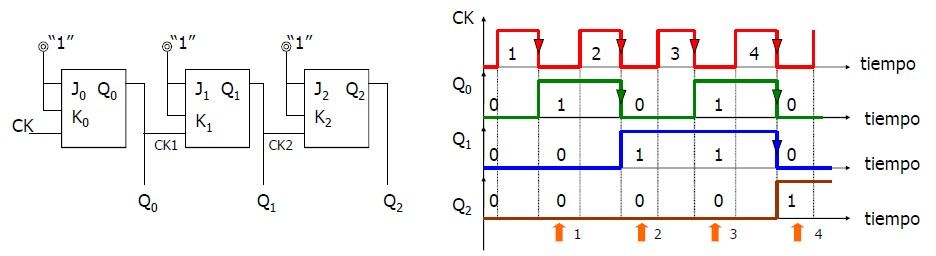 “1” “1” “1”
J0 Q0 J1 Q1 J2 Q2
K0 K1 K2
CK CK1 CK2
Q0 Q1 Q2
CK
1 2 3 4 tiempo
Q0
0 1 0 1 0 tiempo
Q1
0 0 1 1 0 tiempo
Q2
0 0 0 0 1 tiempo
1 2 3 4